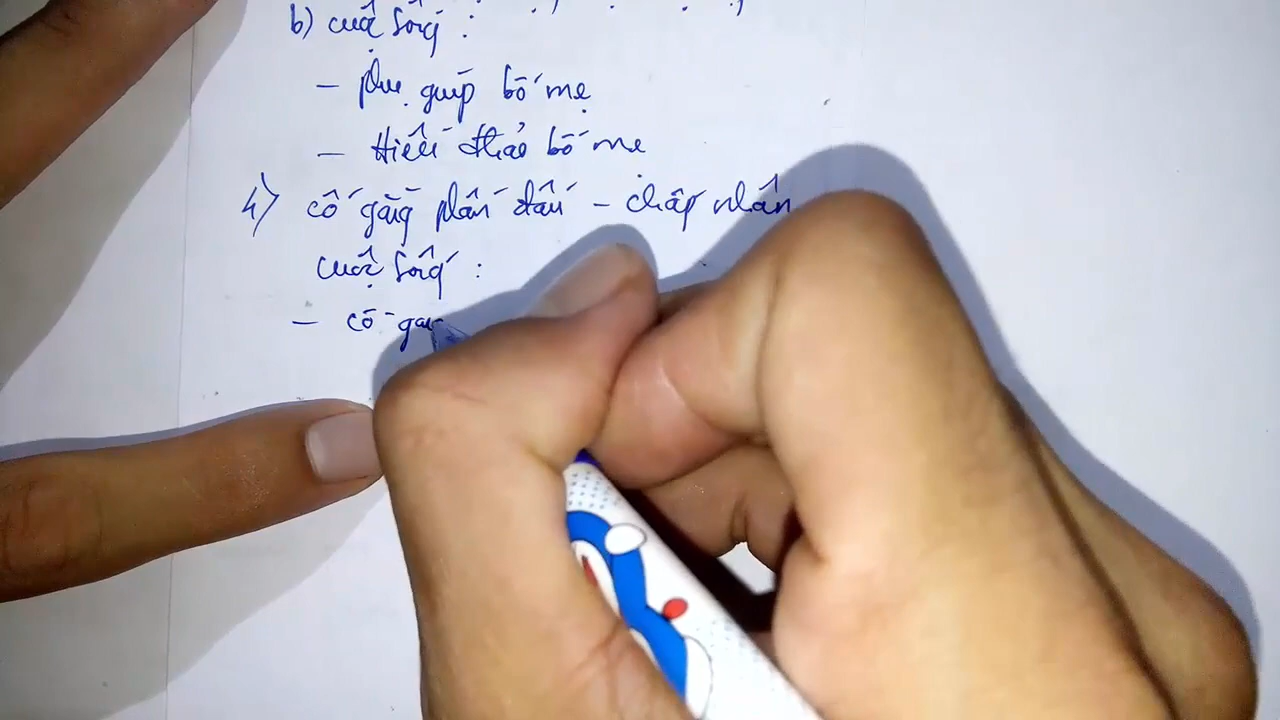 b) cuộc sống :
– phụ giúp bố mẹ
– Hiếu thảo bố mẹ
4) cố gắng phấn đấu – chấp nhận
cuộc sống :
– cố gắn